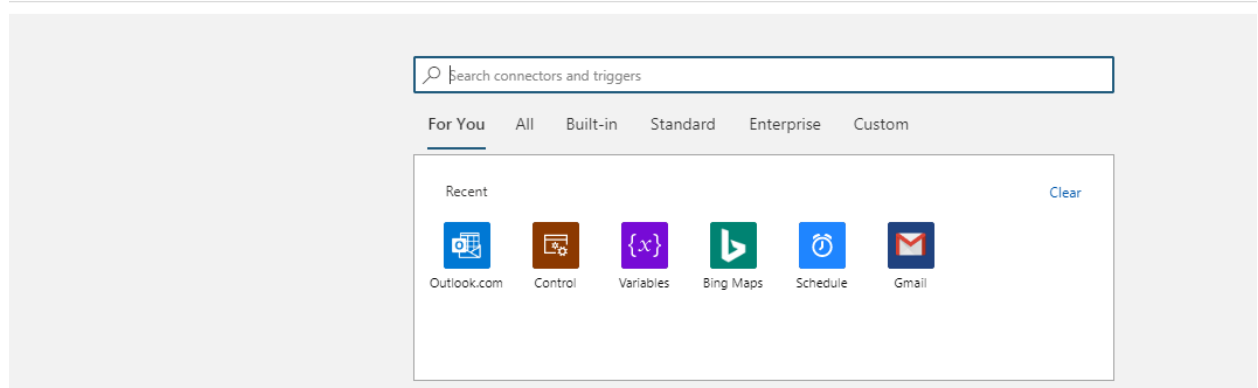 Search connectors and triggers
For You All Built-in Standard Enterprise Custom
Recent Clear
{x}
Outlook.com Control Variables Bing Maps Schedule Gmail